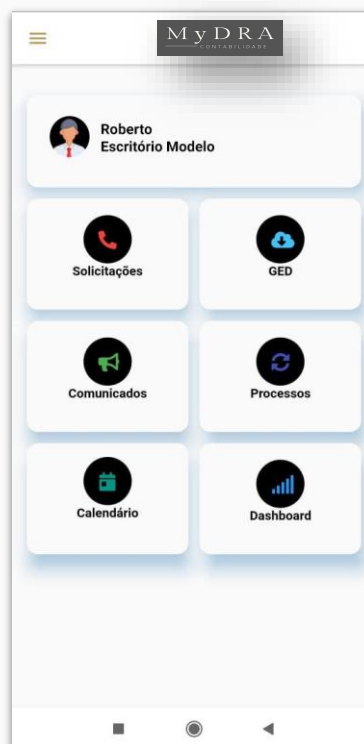 MyDRA
CONTABILIDADE
Roberto
Escritório Modelo
Solicitações
GED
Comunicados
Processos
Calendário
Dashboard